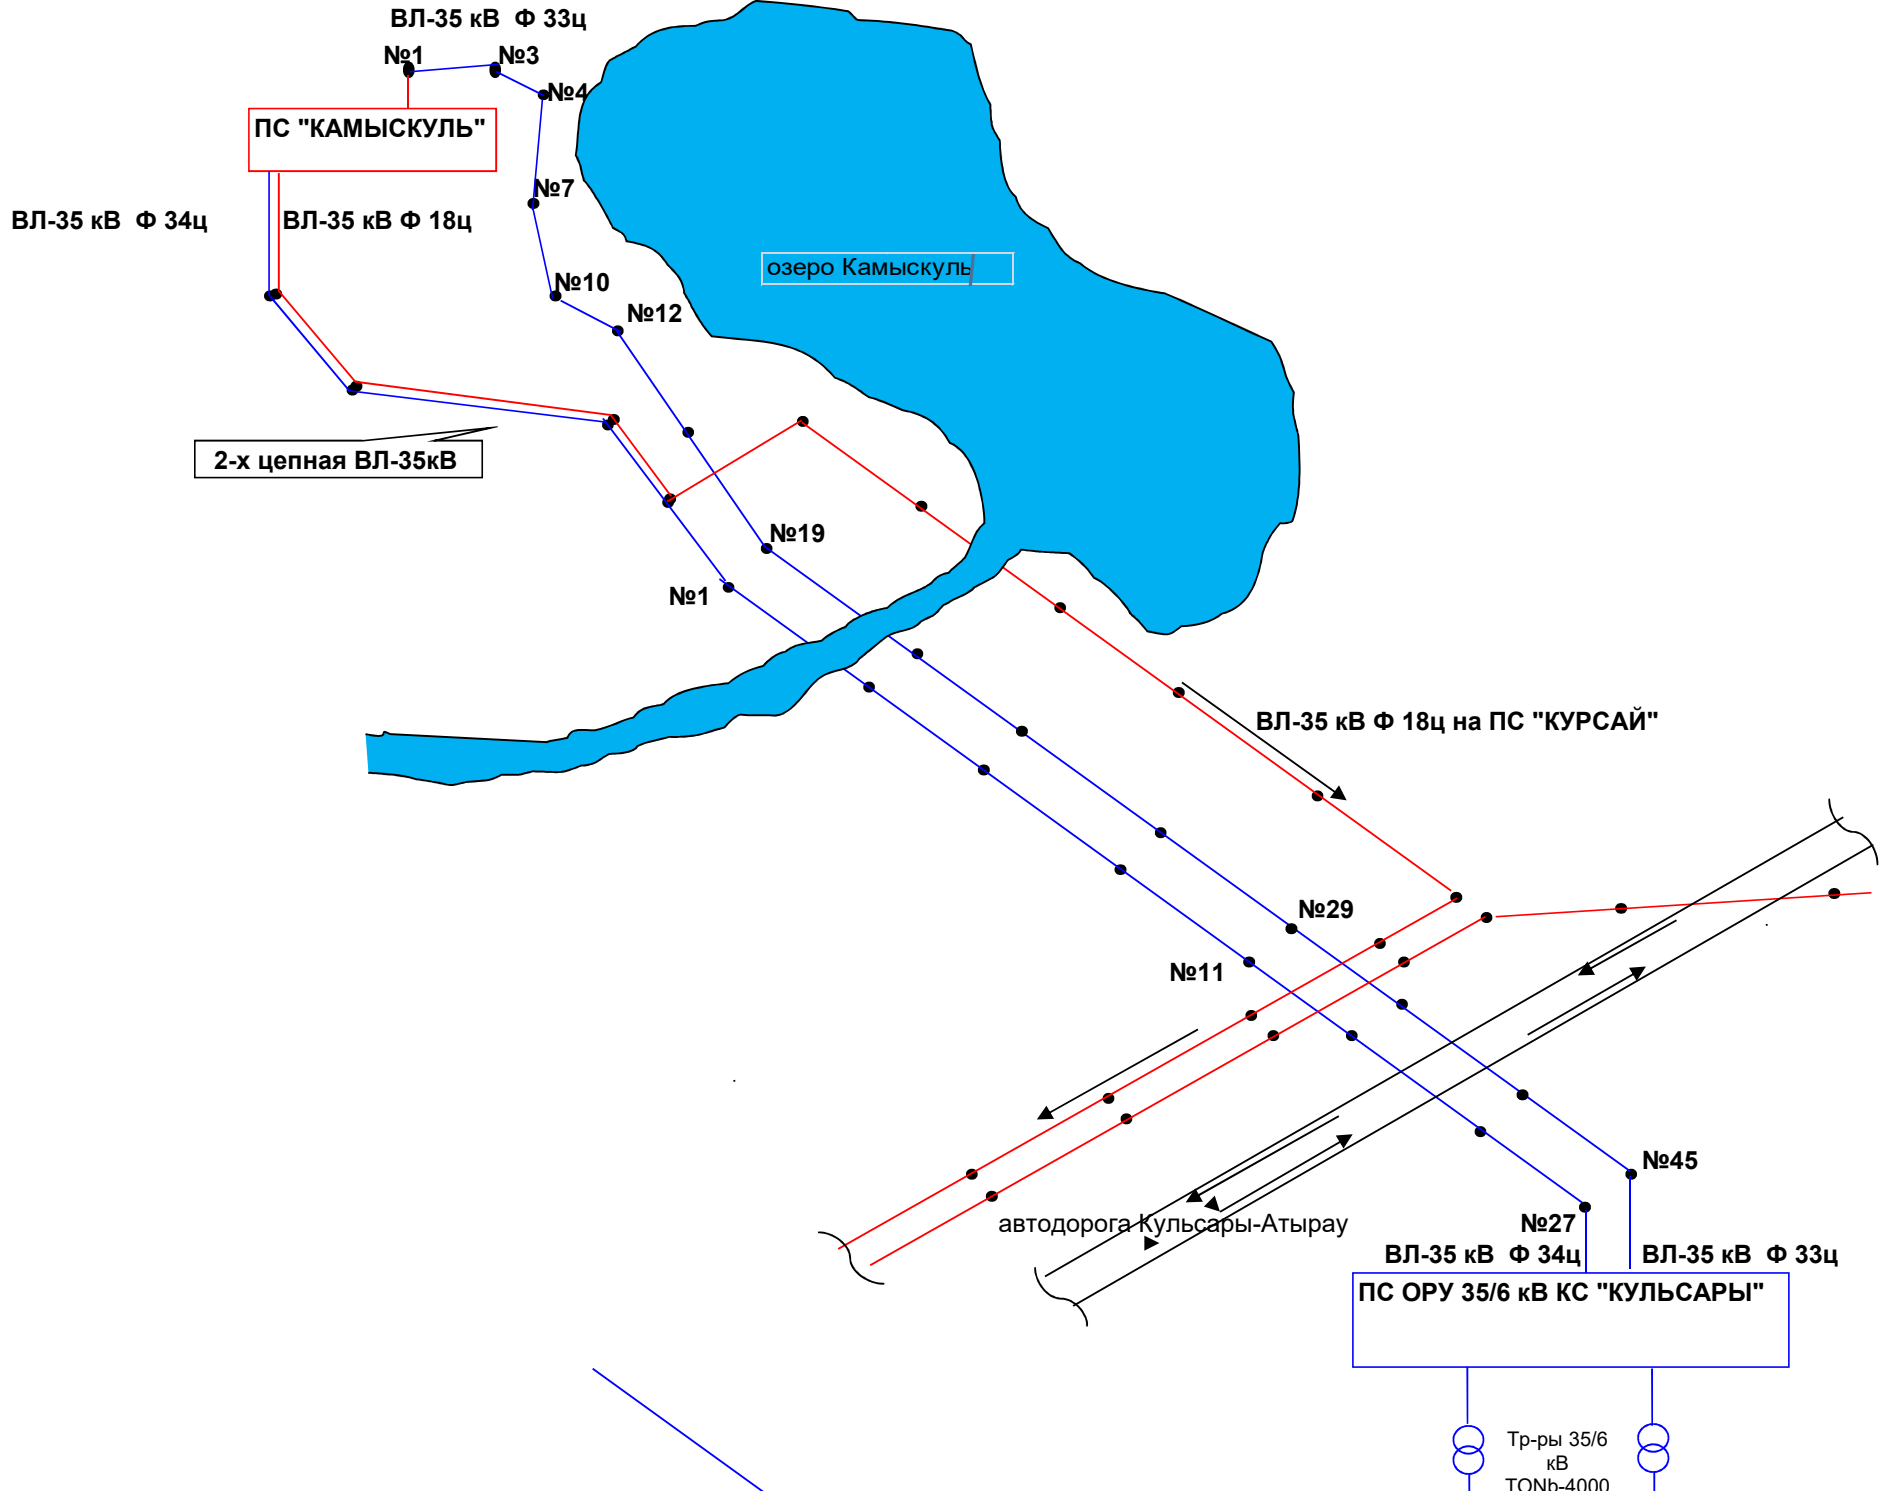 ВЛ-35 кВ Ф 33ц
№1
№3
№4
ПС "КАМЫСКУЛЬ"
№7
ВЛ-35 кВ Ф 34ц
ВЛ-35 кВ Ф 18ц
озеро Камыскуль
№10
№12
2-х цепная ВЛ-35кВ
№19
№1
ВЛ-35 кВ Ф 18ц на ПС "КУРСАЙ"
№29
№11
№45
автодорога Кульсары-Атырау
№27
ВЛ-35 кВ Ф 34ц
ВЛ-35 кВ Ф 33ц
ПС ОРУ 35/6 кВ КС "КУЛЬСАРЫ"
Тр-ры 35/6
кВ
TONb-4000